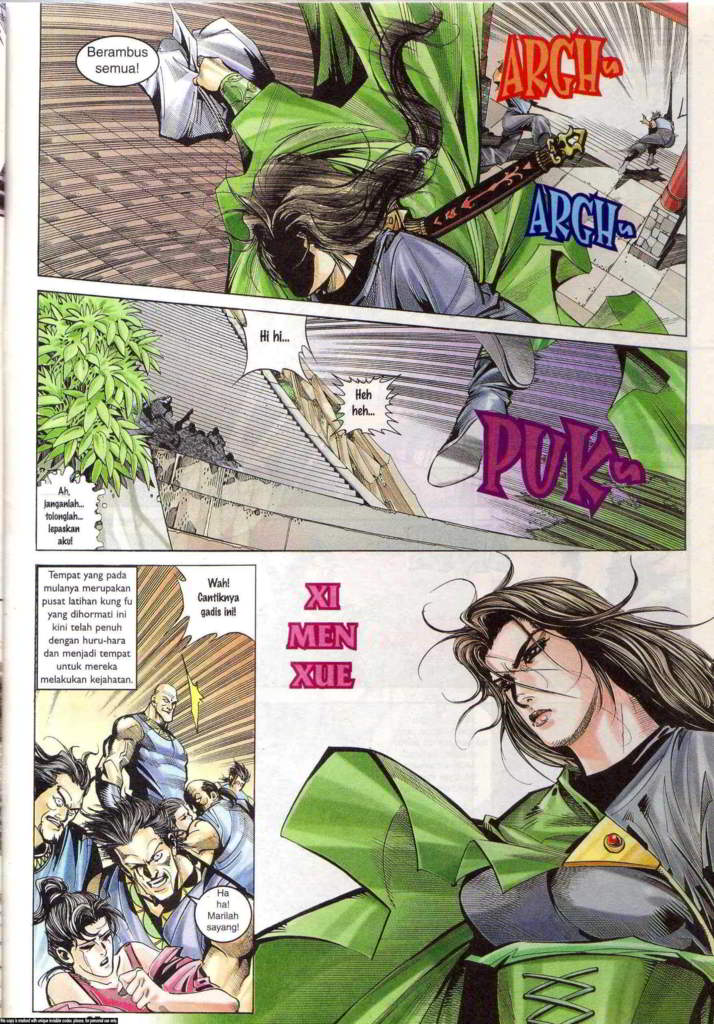 Berambus
semua!
ARGH
ARGH
Hi hi...
Heh
heh...
PUK
Ah,
janganlah...
tolonglah...
lepaskan
aku!
Tempat yang pada
mulanya merupakan
pusat latihan kung fu
yang dihormati ini
kini telah penuh
dengan huru-hara
dan menjadi tempat
untuk mereka
melakukan kejahatan.
Wah!
Cantiknya
gadis ini!
XI
MEN
XUE
Ha
ha!
Marilah
sayang!